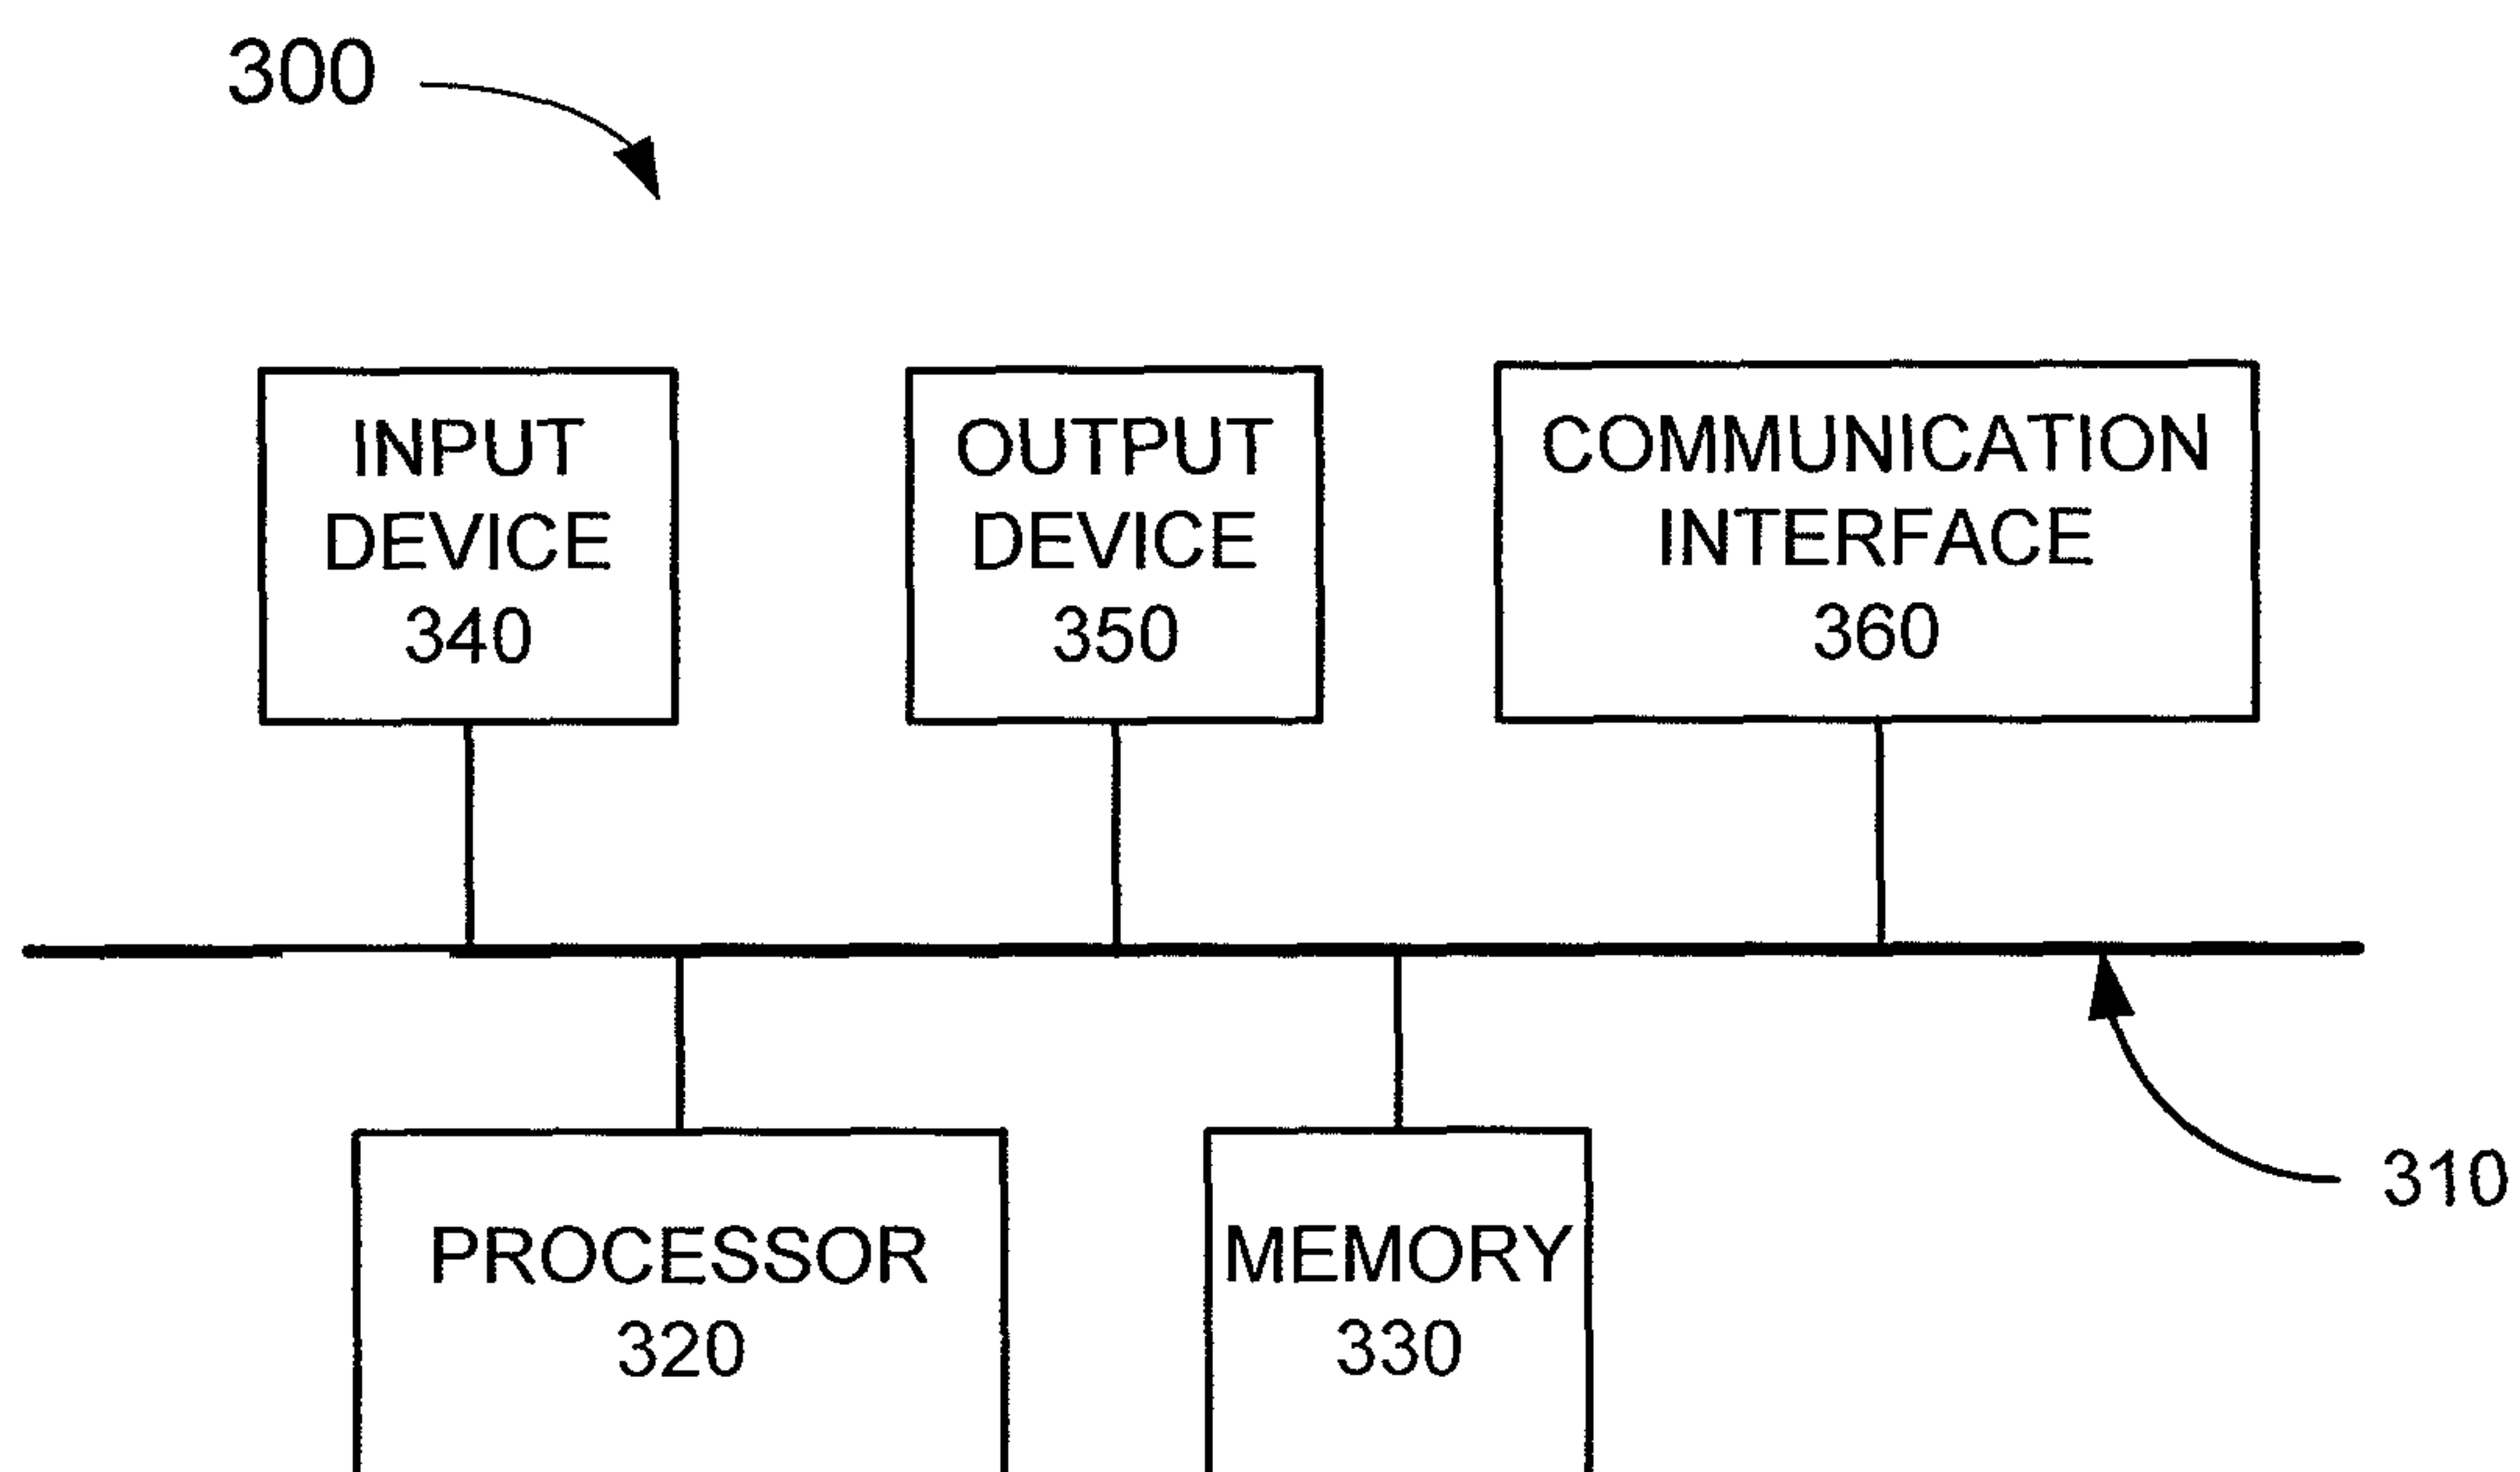 300
INPUT
DEVICE
340
OUTPUT
DEVICE
350
COMMUNICATION
INTERFACE
360
310
PROCESSOR
320
MEMORY
330